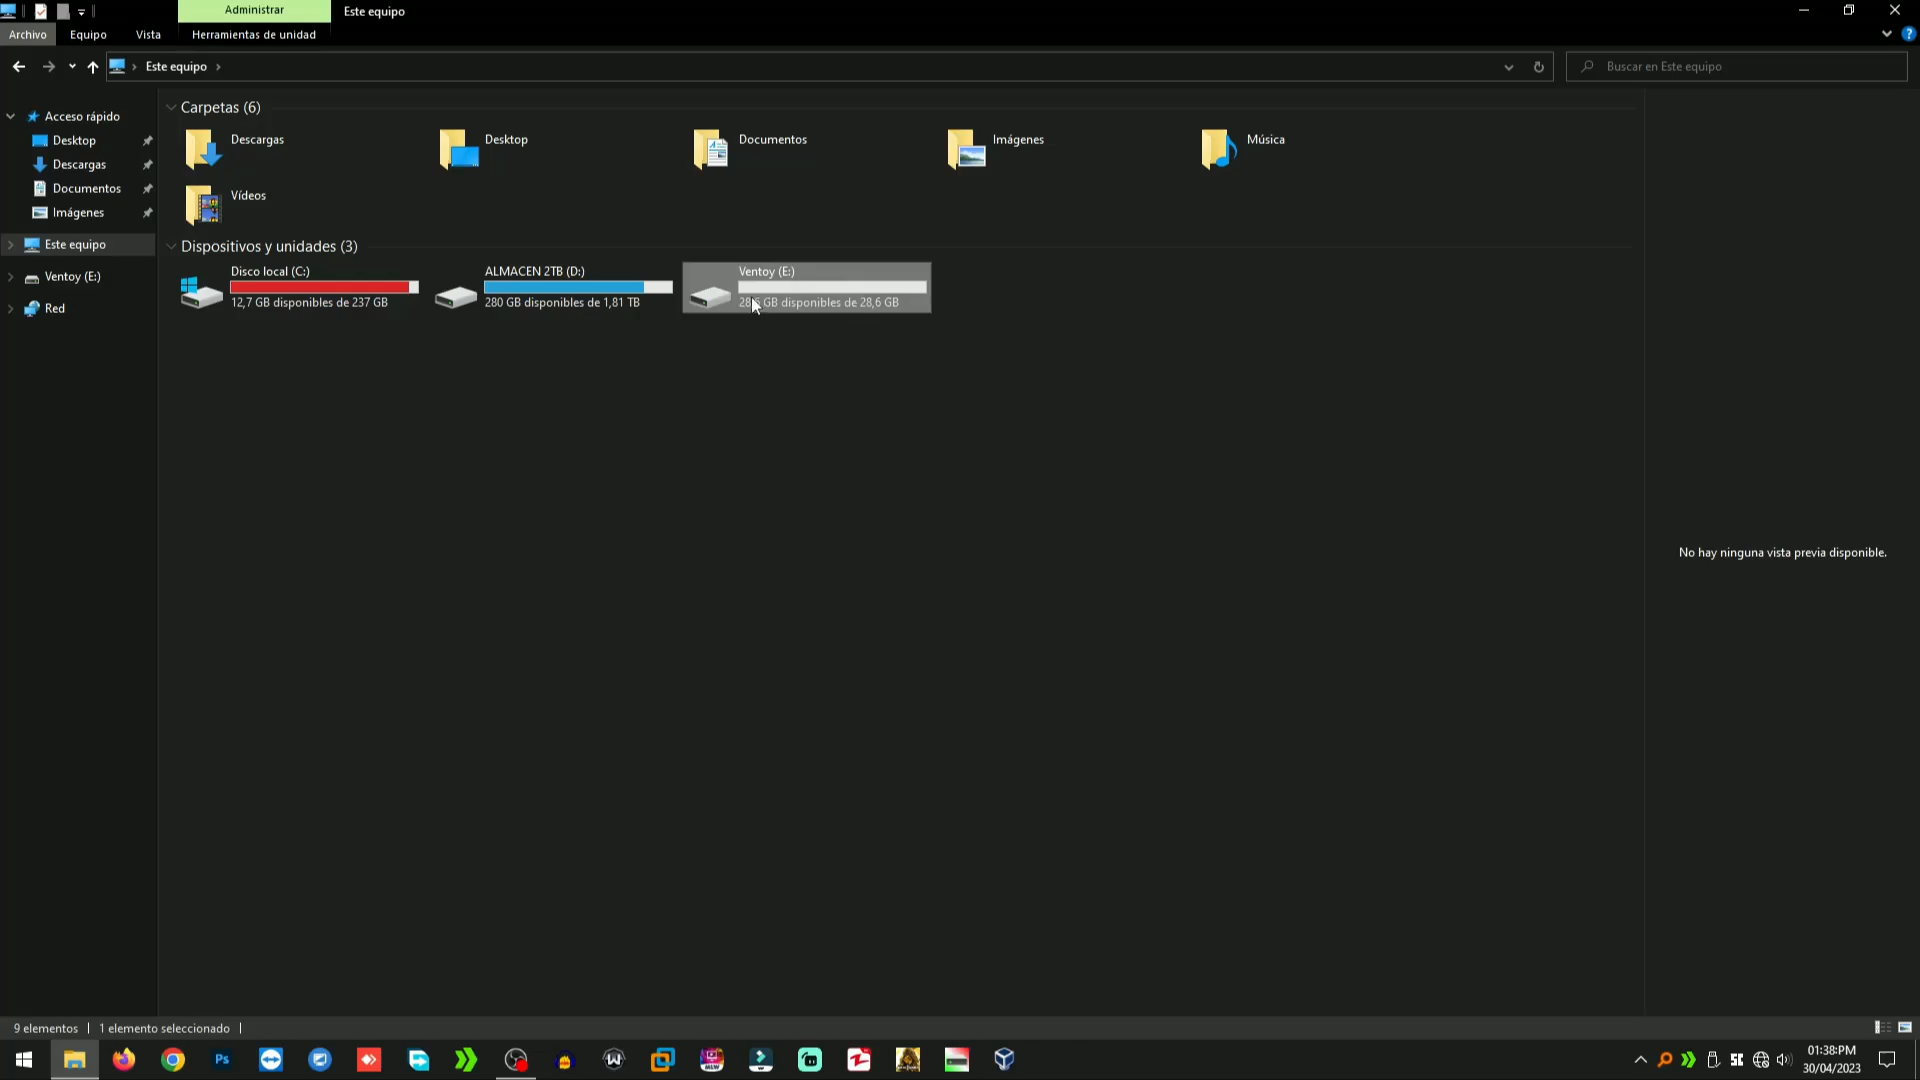 Administrar
Este equipo
Archivo
Equipo
Vista
Herramientas de unidad
Este equipo
Buscar en Este equipo
Acceso rápido
Desktop
Descargas
Documentos
Imágenes
Este equipo
Ventoy (E:)
Red
Carpetas (6)
Descargas
Desktop
Documentos
Imágenes
Música
Vídeos
Dispositivos y unidades (3)
Disco local (C:)
12,7 GB disponibles de 237 GB
ALMACEN 2TB (D:)
280 GB disponibles de 1,81 TB
Ventoy (E:)
GB disponibles de 28,6 GB
No hay ninguna vista previa disponible.
9 elementos
1 elemento seleccionado
Ps
01:38:PM
30/04/2023